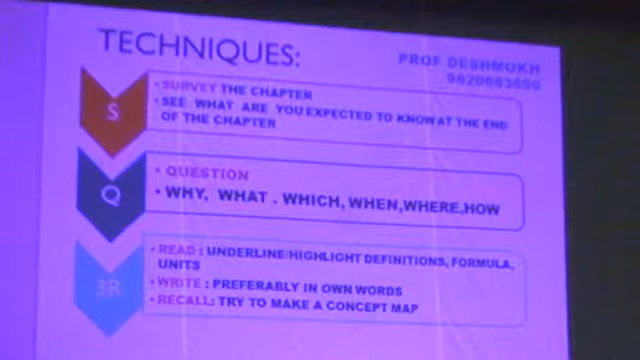 TECHNIQUES:
PROF DESHMUKH
9820683690
S
• SURVEY THE CHAPTER
• SEE WHAT ARE YOU EXPECTED TO KNOW AT THE END
OF THE CHAPTER
Q
• QUESTION
• WHY, WHAT . WHICH, WHEN,WHERE,HOW
3R
• READ : UNDERLINE/HIGHLIGHT DEFINITIONS, FORMULA,
UNITS
• WRITE : PREFERABLY IN OWN WORDS
• RECALL: TRY TO MAKE A CONCEPT MAP